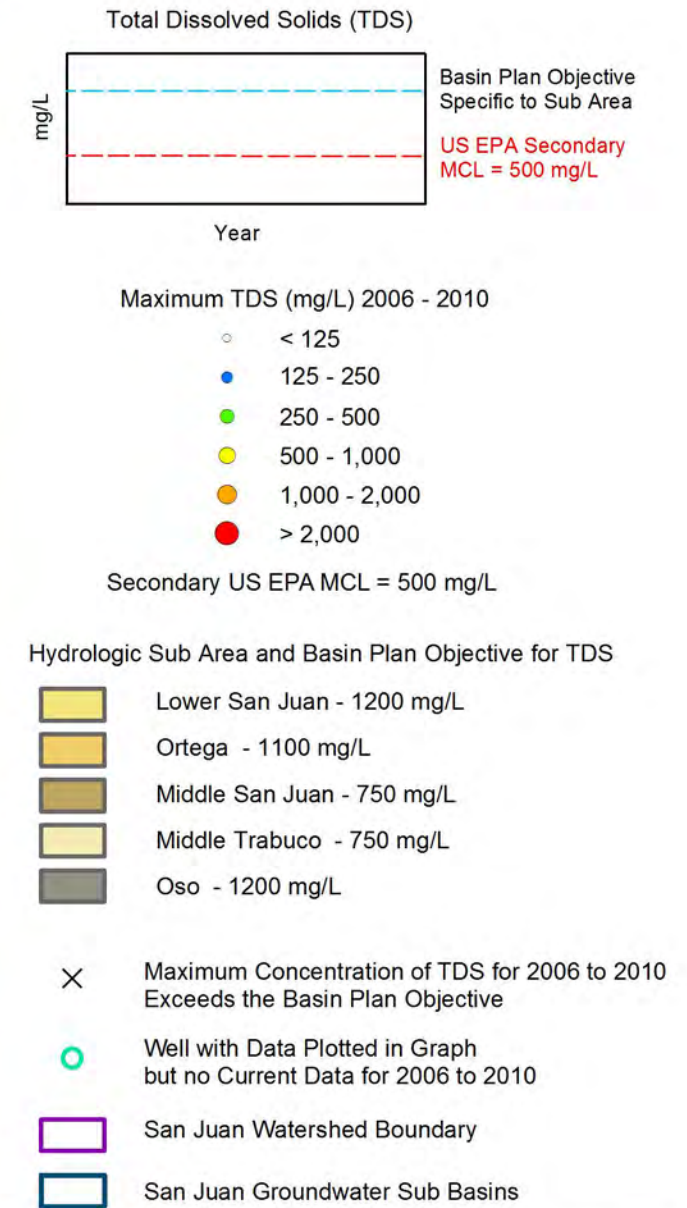 Total Dissolved Solids (TDS)
mg/L
Basin Plan Objective
Specific to Sub Area
US EPA Secondary
MCL = 500 mg/L
Year
Maximum TDS (mg/L) 2006 - 2010
< 125
125 - 250
250 - 500
500 - 1,000
1,000 - 2,000
> 2,000
Secondary US EPA MCL = 500 mg/L
Hydrologic Sub Area and Basin Plan Objective for TDS
Lower San Juan - 1200 mg/L
Ortega - 1100 mg/L
Middle San Juan - 750 mg/L
Middle Trabuco - 750 mg/L
Oso - 1200 mg/L
Maximum Concentration of TDS for 2006 to 2010
Exceeds the Basin Plan Objective
Well with Data Plotted in Graph
but no Current Data for 2006 to 2010
San Juan Watershed Boundary
San Juan Groundwater Sub Basins